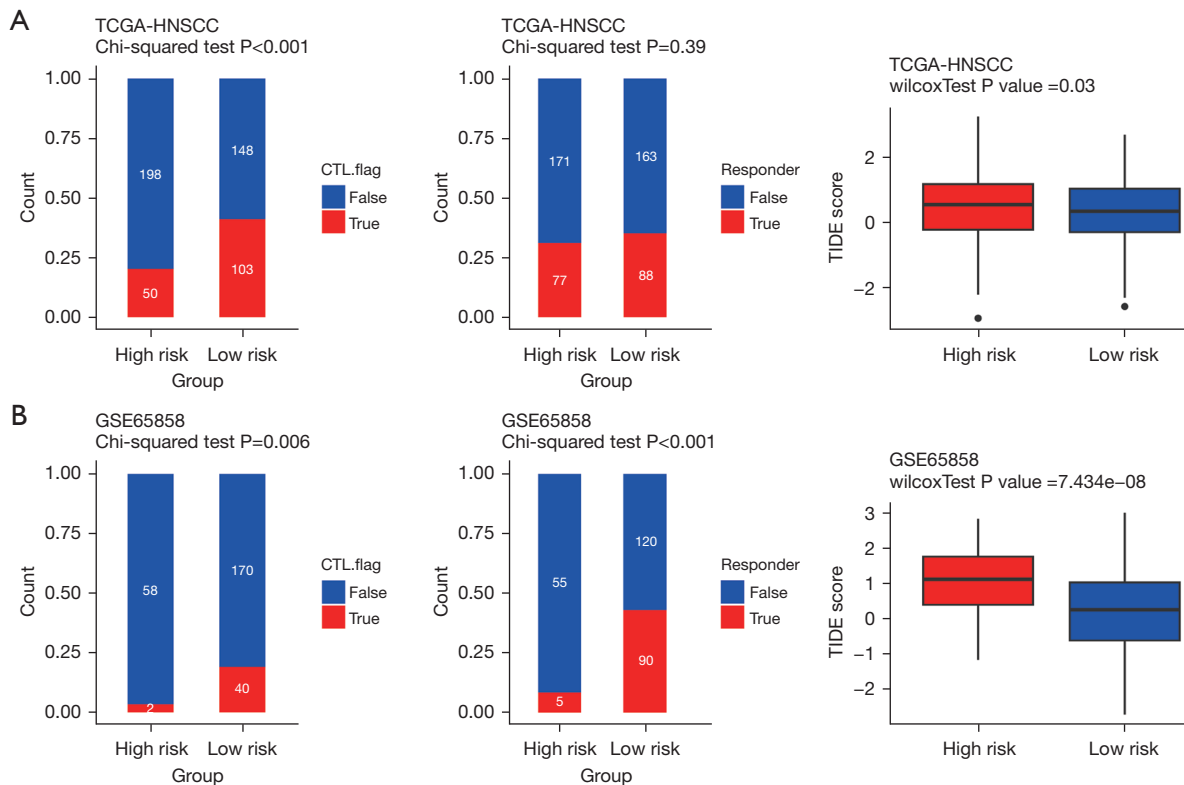 A
TCGA-HNSCC
Chi-squared test P<0.001
1.00
0.75
0.50
0.25
0.00
Count
198
50
148
103
High risk
Low risk
Group
CTL.flag
False
True
TCGA-HNSCC
Chi-squared test P=0.39
1.00
0.75
0.50
0.25
0.00
Count
171
77
163
88
High risk
Low risk
Group
Responder
False
True
TCGA-HNSCC
wilcoxTest P value =0.03
2
0
−2
TIDE score
High risk
Low risk
B
GSE65858
Chi-squared test P=0.006
1.00
0.75
0.50
0.25
0.00
Count
58
2
170
40
High risk
Low risk
Group
CTL.flag
False
True
GSE65858
Chi-squared test P<0.001
1.00
0.75
0.50
0.25
0.00
Count
55
5
120
90
High risk
Low risk
Group
Responder
False
True
GSE65858
wilcoxTest P value =7.434e−08
3
2
1
0
−1
−2
TIDE score
High risk
Low risk